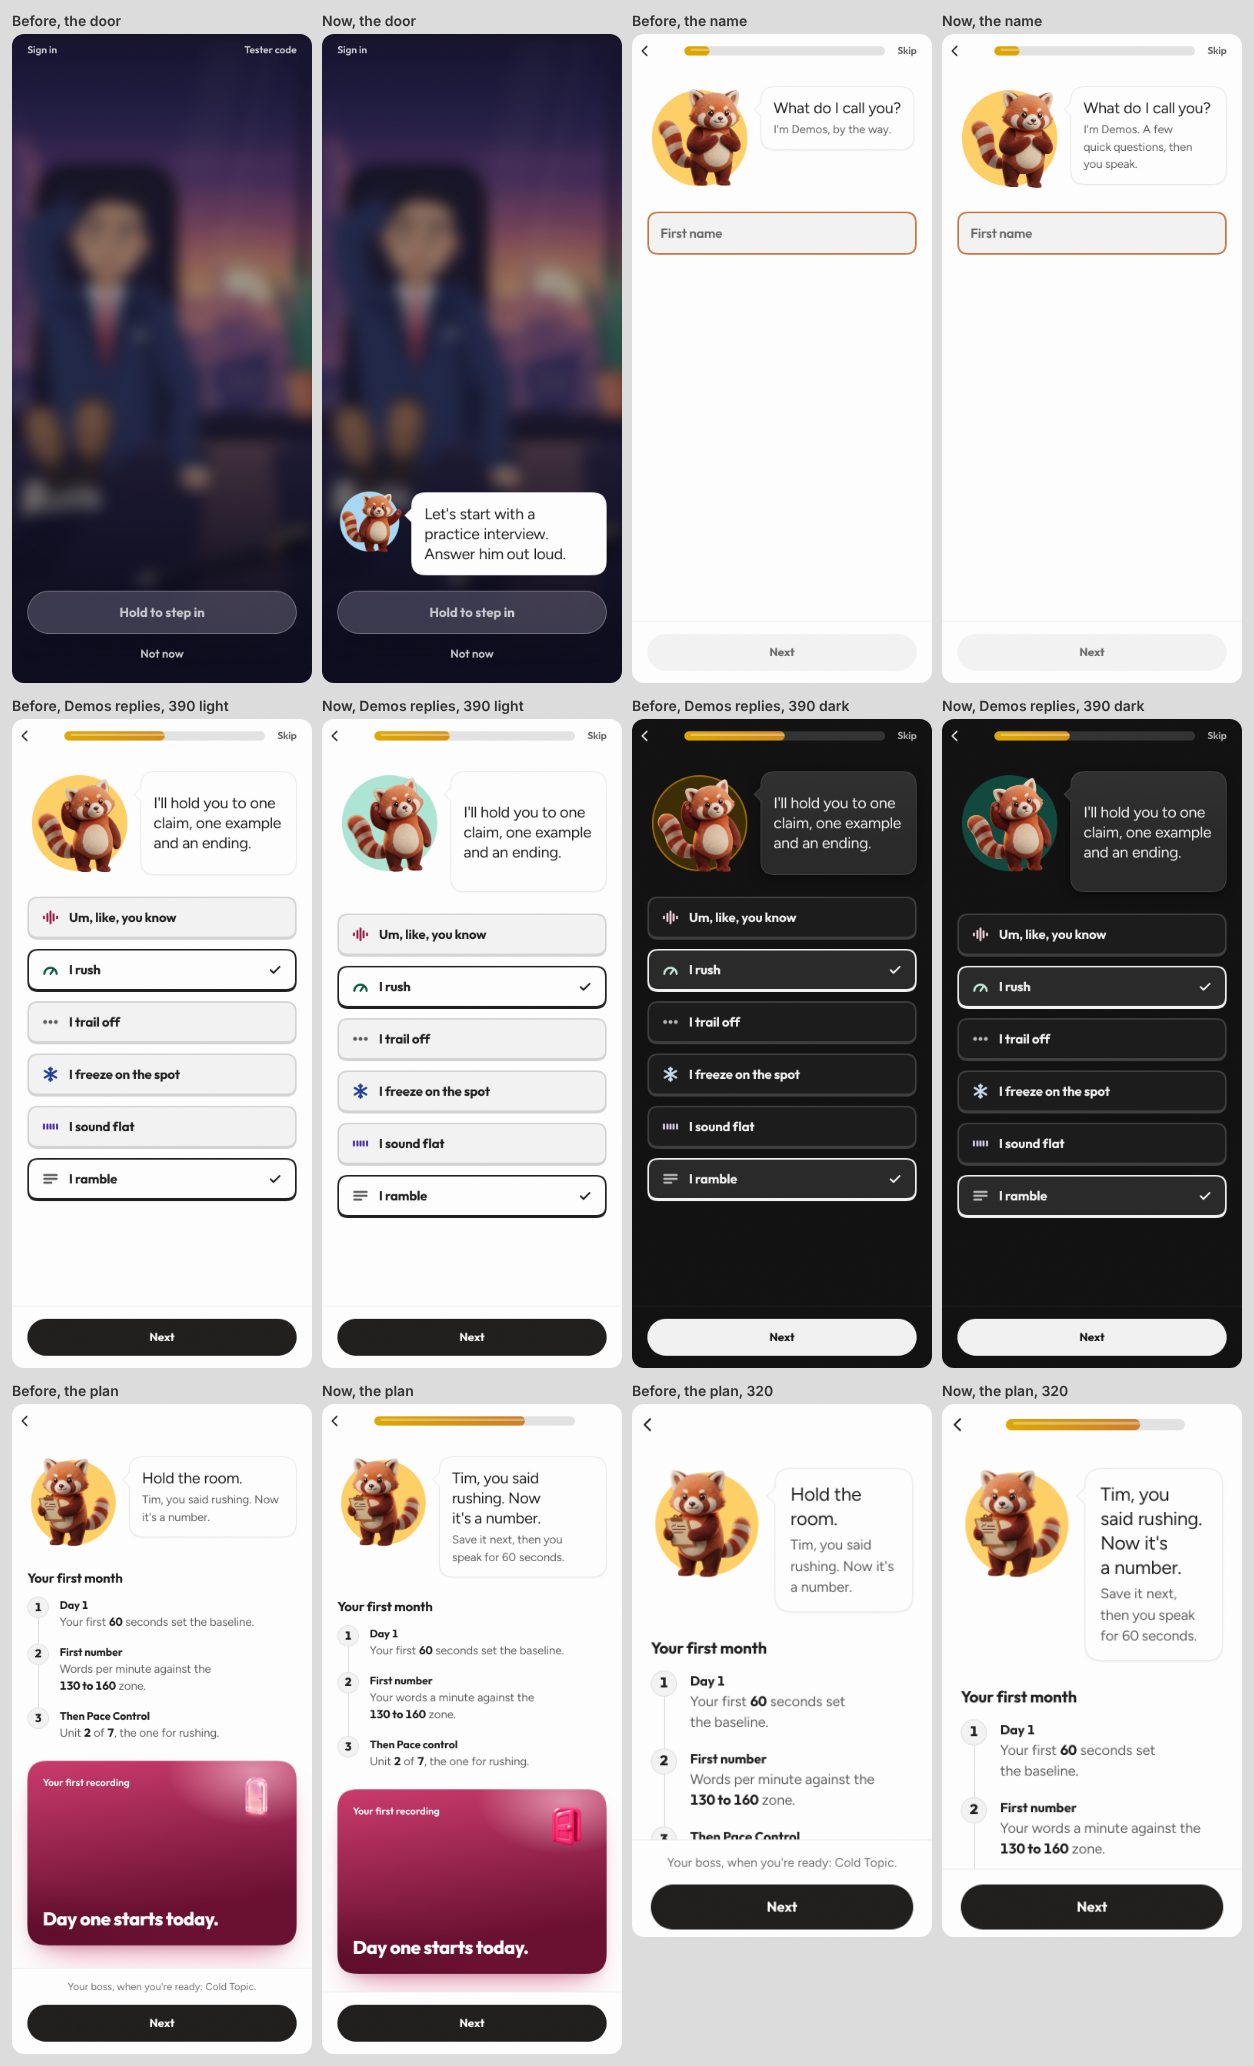 Before, the door
Sign in
Tester code
Hold to step in
Not now
Now, the door
Sign in
Let's start with a
practice interview.
Answer him out loud.
Hold to step in
Not now
Before, the name
Skip
What do I call you?
I'm Demos, by the way.
First name
Next
Now, the name
Skip
What do I call you?
I'm Demos. A few
quick questions, then
you speak.
First name
Next
Before, Demos replies, 390 light
Skip
I'll hold you to one
claim, one example
and an ending.
Um, like, you know
I rush
I trail off
I freeze on the spot
I sound flat
I ramble
Next
Now, Demos replies, 390 light
Skip
I'll hold you to one
claim, one example
and an ending.
Um, like, you know
I rush
I trail off
I freeze on the spot
I sound flat
I ramble
Next
Before, Demos replies, 390 dark
Skip
I'll hold you to one
claim, one example
and an ending.
Um, like, you know
I rush
I trail off
I freeze on the spot
I sound flat
I ramble
Next
Now, Demos replies, 390 dark
Skip
I'll hold you to one
claim, one example
and an ending.
Um, like, you know
I rush
I trail off
I freeze on the spot
I sound flat
I ramble
Next
Before, the plan
Hold the room.
Tim, you said rushing. Now
it's a number.
Your first month
1 Day 1
Your first 60 seconds set the baseline.
2 First number
Words per minute against the
130 to 160 zone.
3 Then Pace Control
Unit 2 of 7, the one for rushing.
Your first recording
Day one starts today.
Your boss, when you're ready: Cold Topic.
Next
Now, the plan
Tim, you said
rushing. Now
it's a number.
Save it next, then you
speak for 60 seconds.
Your first month
1 Day 1
Your first 60 seconds set the baseline.
2 First number
Your words a minute against the
130 to 160 zone.
3 Then Pace control
Unit 2 of 7, the one for rushing.
Your first recording
Day one starts today.
Next
Before, the plan, 320
Hold the
room.
Tim, you said
rushing. Now it's
a number.
Your first month
1 Day 1
Your first 60 seconds set
the baseline.
2 First number
Words per minute against the
130 to 160 zone.
3 Then Pace Control
Your boss, when you're ready: Cold Topic.
Next
Now, the plan, 320
Tim, you
said rushing.
Now it's
a number.
Save it next,
then you speak
for 60 seconds.
Your first month
1 Day 1
Your first 60 seconds set
the baseline.
2 First number
Your words a minute against the
130 to 160 zone.
Next